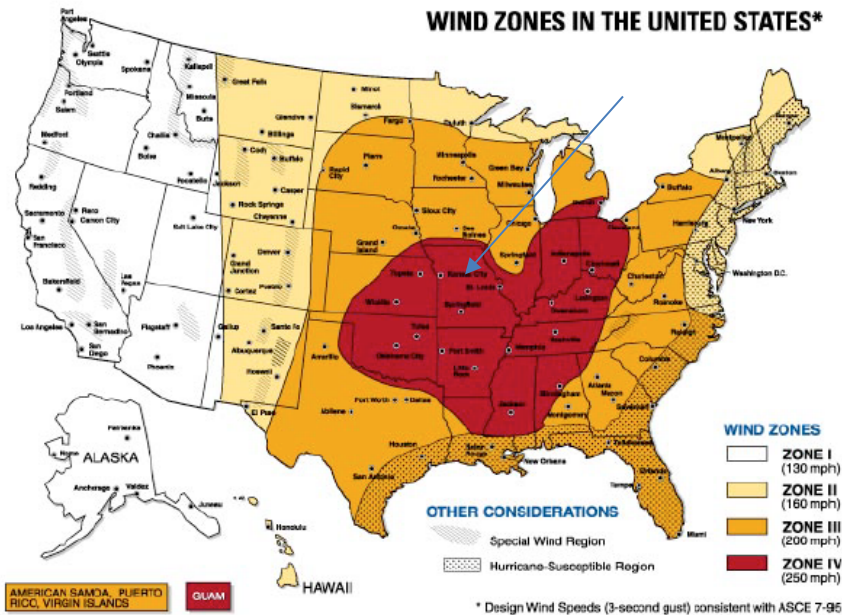 WIND ZONES IN THE UNITED STATES*
Port
Angeles
Seattle
Olympia
Spokane
Kalispell
Great Falls
Minot
Portland
Salem
Missoula
Butte
Glendive
Bismarck
Fargo
Duluth
Medford
Challis
Boise
Billings
Cody
Buffalo
Rapid
City
Pierre
Minneapolis
Rochester
Green Bay
Milwaukee
Montpelier
Albany
Boston
Buffalo
Redding
Pocatello
Jackson
Casper
Rock Springs
Cheyenne
Sioux City
Des
Moines
Chicago
Detroit
Cleveland
Harrisburg
New York
Sacramento
Reno
Carson City
San
Francisco
Salt Lake City
Grand
Island
Omaha
Springfield
Indianapolis
Cincinnati
Washington D.C.
Denver
Grand
Junction
Cortez
Pueblo
Topeka
Kansas City
St. Louis
Charleston
Bakersfield
Las
Vegas
Wichita
Springfield
Lexington
Roanoke
Los Angeles
San
Bernadino
San
Diego
Flagstaff
Gallup
Santa Fe
Albuquerque
Amarillo
Tulsa
Oklahoma City
Fort Smith
Little
Rock
Memphis
Nashville
Raleigh
Columbia
Phoenix
Roswell
El Paso
Abilene
Fort Worth
Dallas
Jackson
Birmingham
Montgomery
Atlanta
Macon
Savannah
Tallahassee
Houston
San Antonio
Baton
Rouge
New Orleans
Orlando
Tampa
Miami
Fairbanks
Nome
ALASKA
Anchorage
Valdez
Juneau
Honolulu
HAWAII
WIND ZONES
ZONE I
(130 mph)
ZONE II
(160 mph)
ZONE III
(200 mph)
ZONE IV
(250 mph)
OTHER CONSIDERATIONS
Special Wind Region
Hurricane-Susceptible Region
AMERICAN SAMOA, PUERTO
RICO, VIRGIN ISLANDS
GUAM
* Design Wind Speeds (3-second gust) consistent with ASCE 7-95